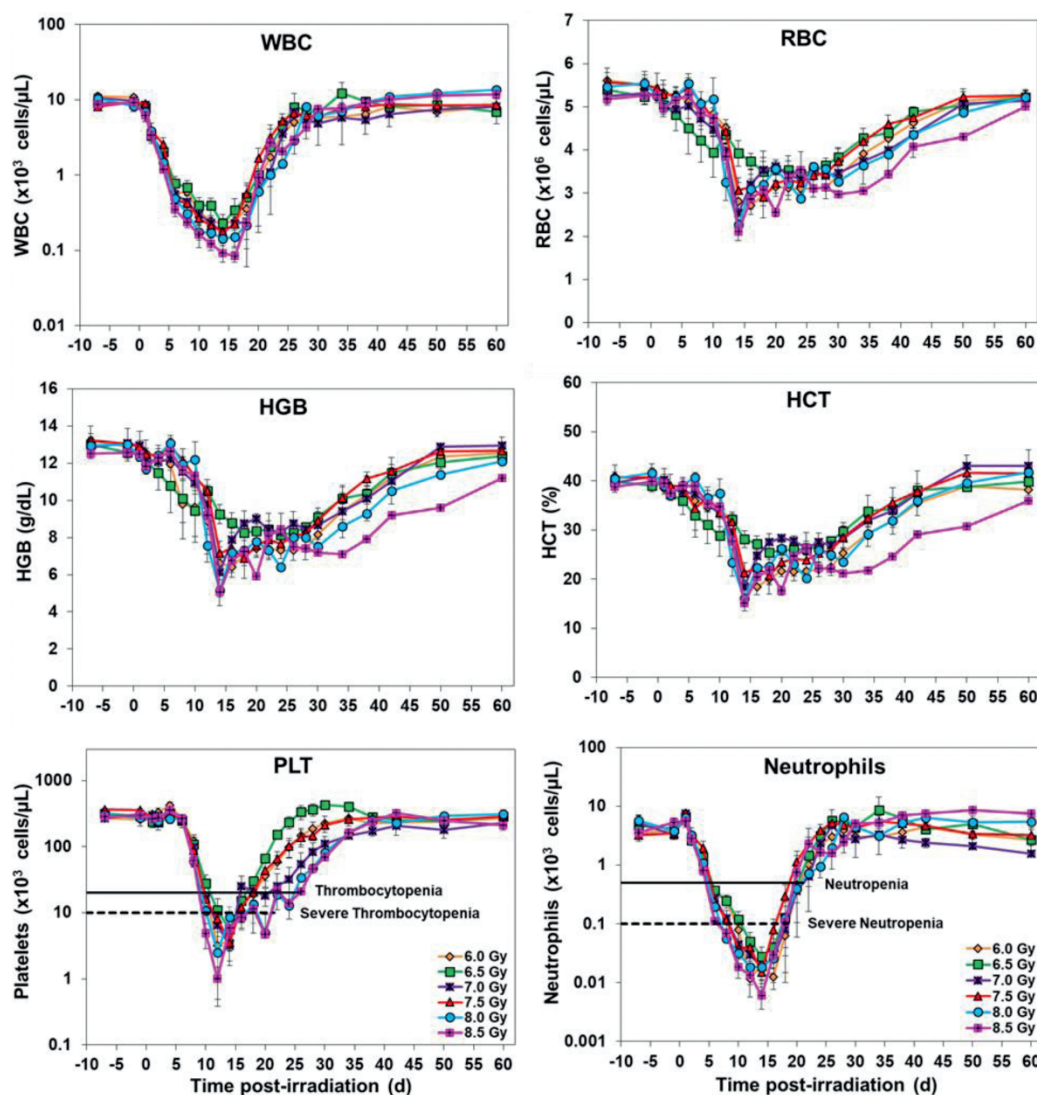 WBC
WBC (x10³ cells/µL)
100
10
1
0.1
0.01
-10 -5 0 5 10 15 20 25 30 35 40 45 50 55 60
RBC
RBC (x10⁶ cells/µL)
7
6
5
4
3
2
1
0
-10 -5 0 5 10 15 20 25 30 35 40 45 50 55 60
HGB
HGB (g/dL)
16
14
12
10
8
6
4
2
0
-10 -5 0 5 10 15 20 25 30 35 40 45 50 55 60
HCT
HCT (%)
60
50
40
30
20
10
0
-10 -5 0 5 10 15 20 25 30 35 40 45 50 55 60
PLT
Platelets (x10³ cells/µL)
1000
100
10
1
0.1
Thrombocytopenia
Severe Thrombocytopenia
6.0 Gy
6.5 Gy
7.0 Gy
7.5 Gy
8.0 Gy
8.5 Gy
-10 -5 0 5 10 15 20 25 30 35 40 45 50 55 60
Time post-irradiation (d)
Neutrophils
Neutrophils (x10³ cells/µL)
100
10
1
0.1
0.01
0.001
Neutropenia
Severe Neutropenia
6.0 Gy
6.5 Gy
7.0 Gy
7.5 Gy
8.0 Gy
8.5 Gy
-10 -5 0 5 10 15 20 25 30 35 40 45 50 55 60
Time post-irradiation (d)